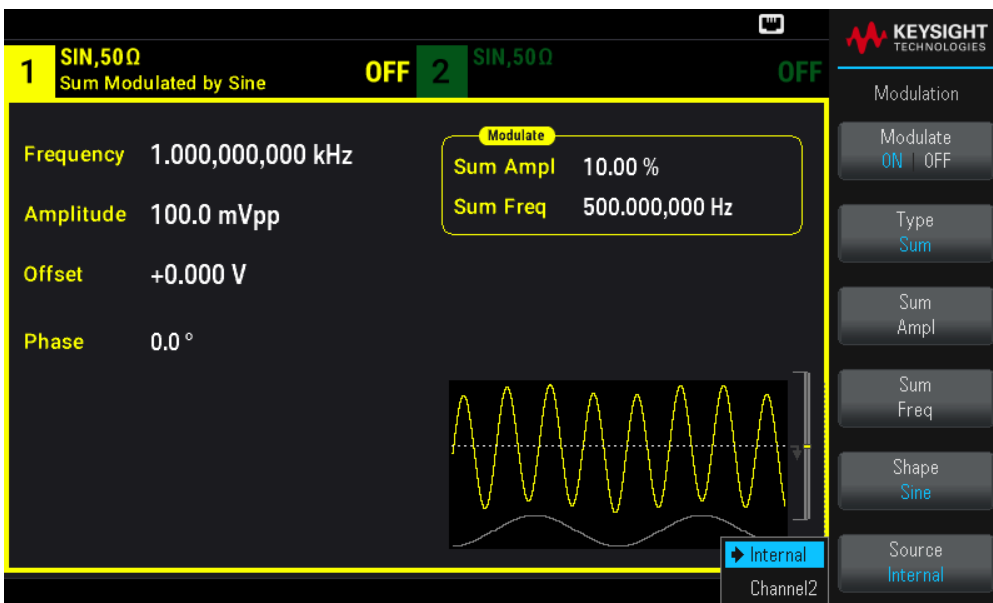 KEYSIGHT
TECHNOLOGIES
1
SIN,50Ω
Sum Modulated by Sine
OFF
2
SIN,50Ω
OFF
Frequency 1.000,000,000 kHz
Amplitude 100.0 mVpp
Offset +0.000 V
Phase 0.0 °
Modulate
Sum Ampl 10.00 %
Sum Freq 500.000,000 Hz
Internal
Channel2
Modulation
Modulate
ON | OFF
Type
Sum
Sum
Ampl
Sum
Freq
Shape
Sine
Source
Internal